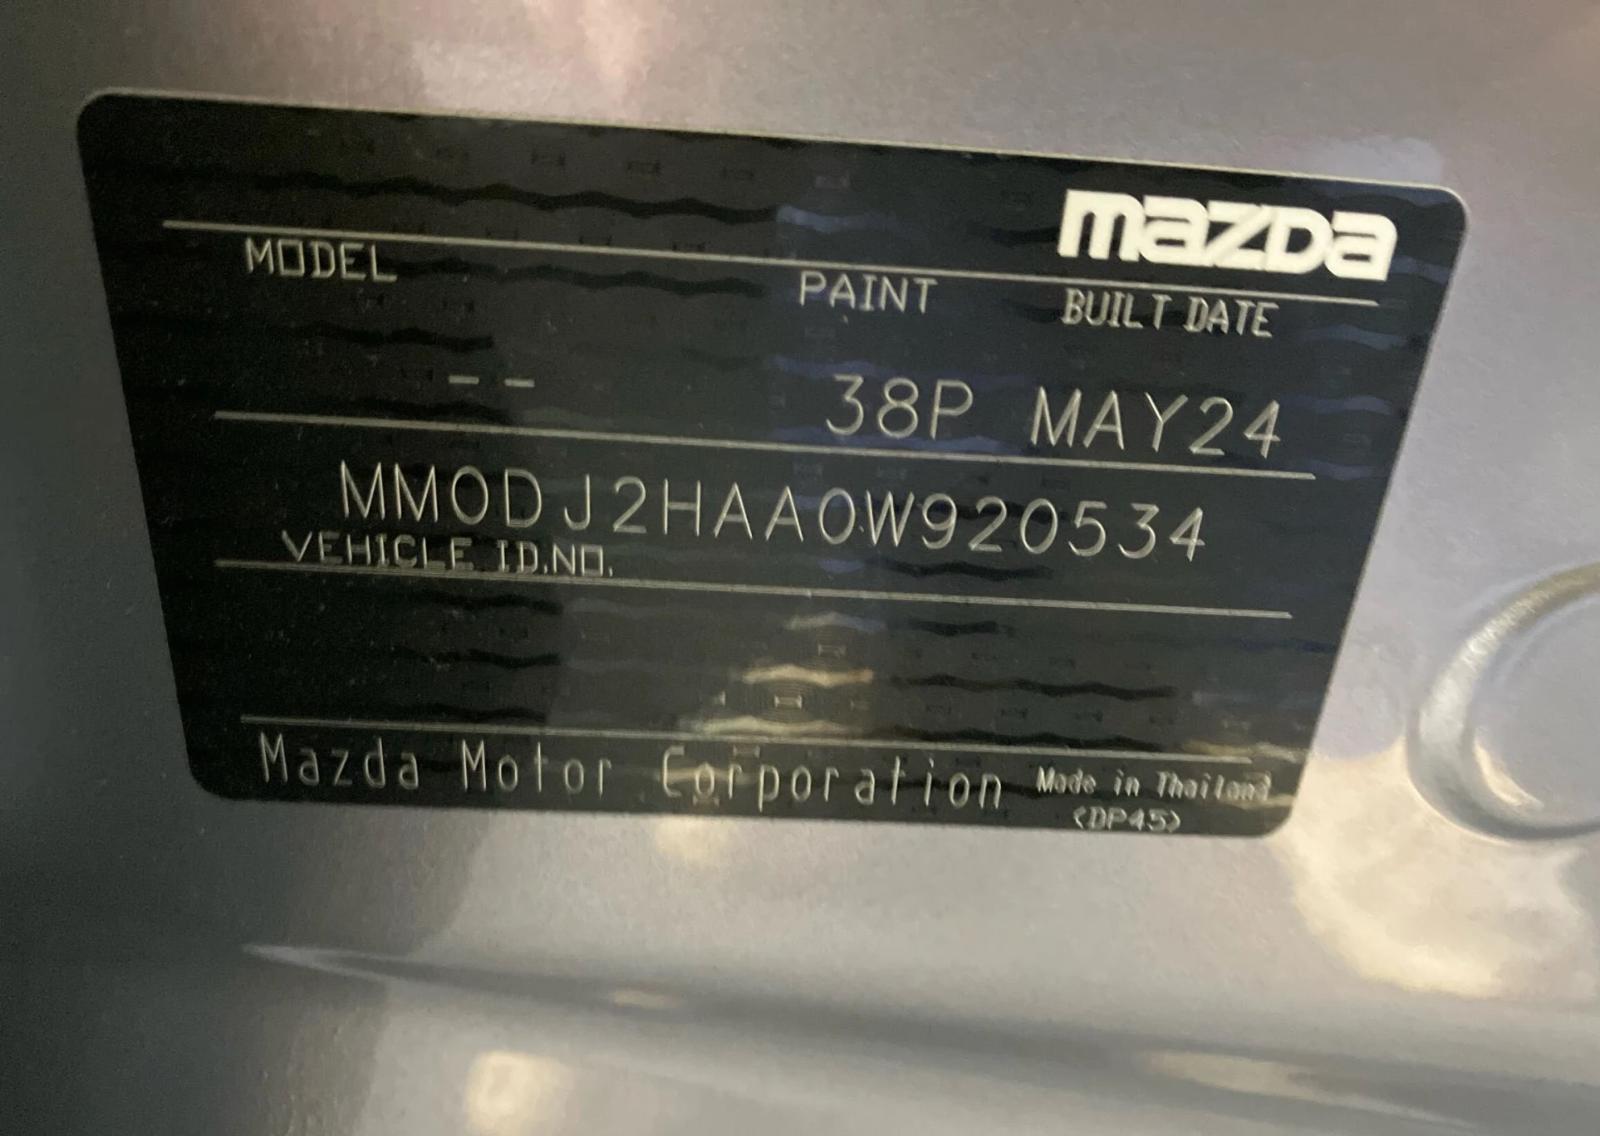 mazda
MODEL PAINT BUILT DATE
-- 38P MAY24
MM0DJ2HAA0W920534
VEHICLE ID.NO.
Mazda Motor Corporation Made in Thailand
(DP45)